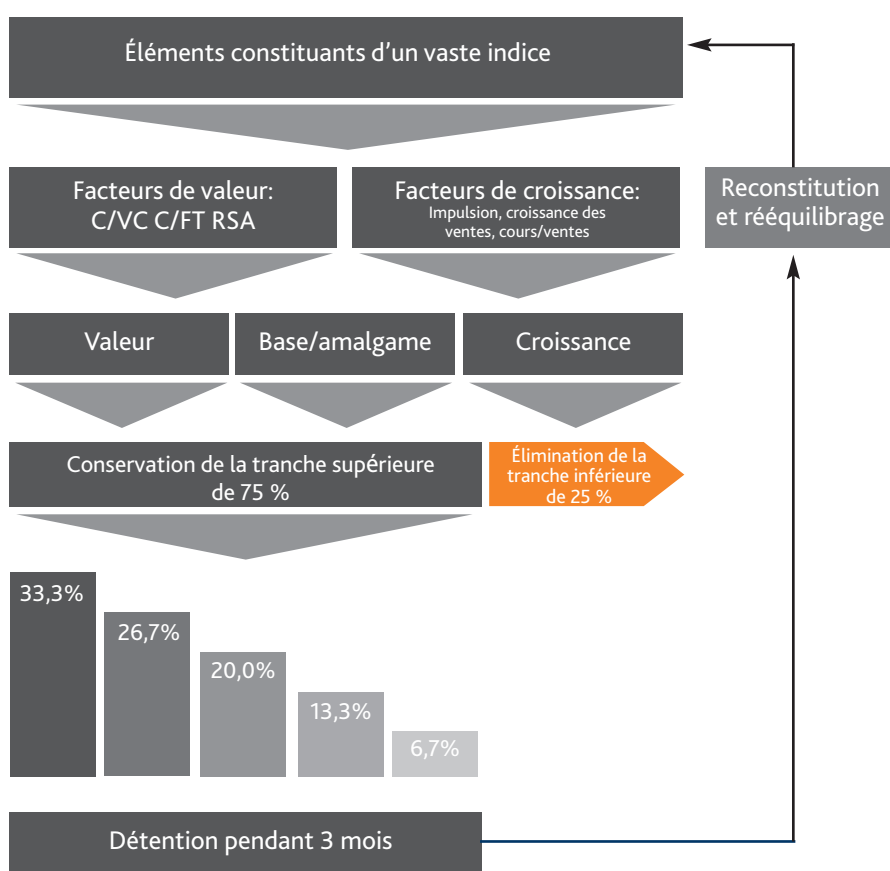 Éléments constituants d'un vaste indice
Facteurs de valeur:
C/VC C/FT RSA
Facteurs de croissance:
Impulsion, croissance des
ventes, cours/ventes
Reconstitution
et rééquilibrage
Valeur
Base/amalgame
Croissance
Conservation de la tranche supérieure
de 75 %
Élimination de la
tranche inférieure
de 25 %
33,3%
26,7%
20,0%
13,3%
6,7%
Détention pendant 3 mois